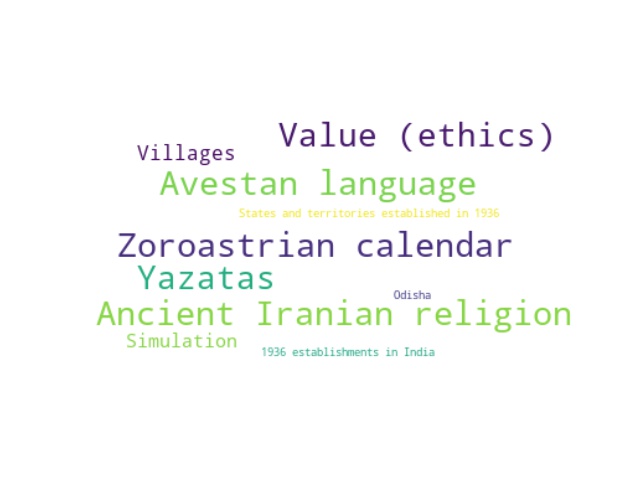 Value (ethics)
Villages
Avestan language
States and territories established in 1936
Zoroastrian calendar
Yazatas
Odisha
Ancient Iranian religion
Simulation
1936 establishments in India